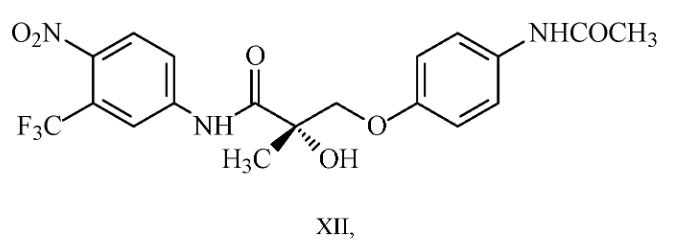 O₂N
NHCOCH₃
O
F₃C
NH
O
H₃C
OH
XII,